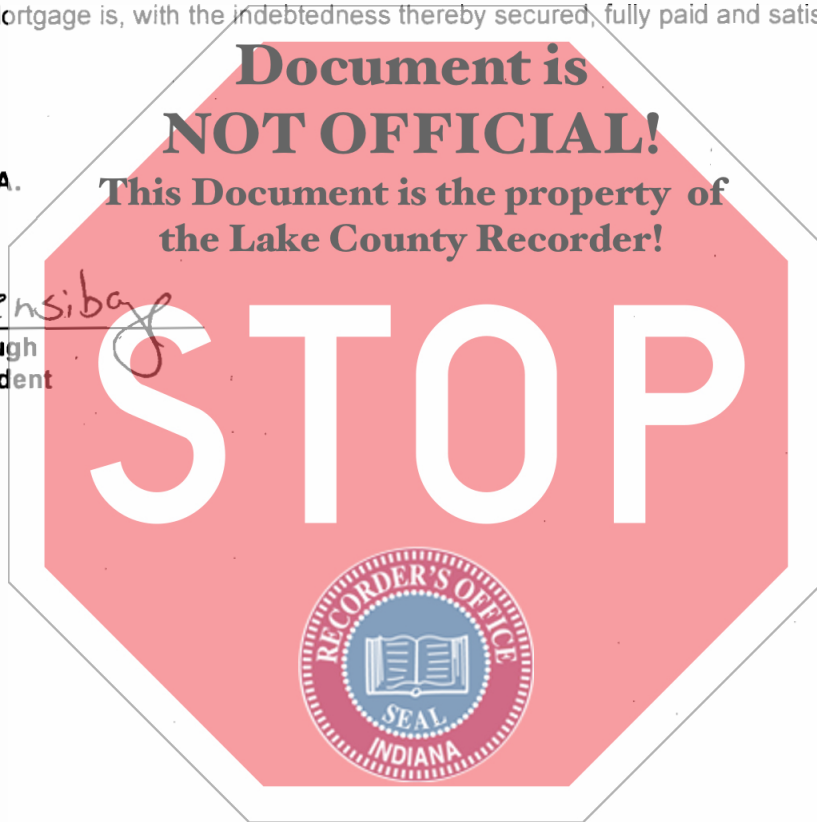 ortgage is, with the indebtedness thereby secured, fully paid and satis
Document is
NOT OFFICIAL!
This Document is the property of
the Lake County Recorder!
A.
ensibaugh
ugh
dent
STOP
RECORDER'S OFFICE
SEAL
INDIANA